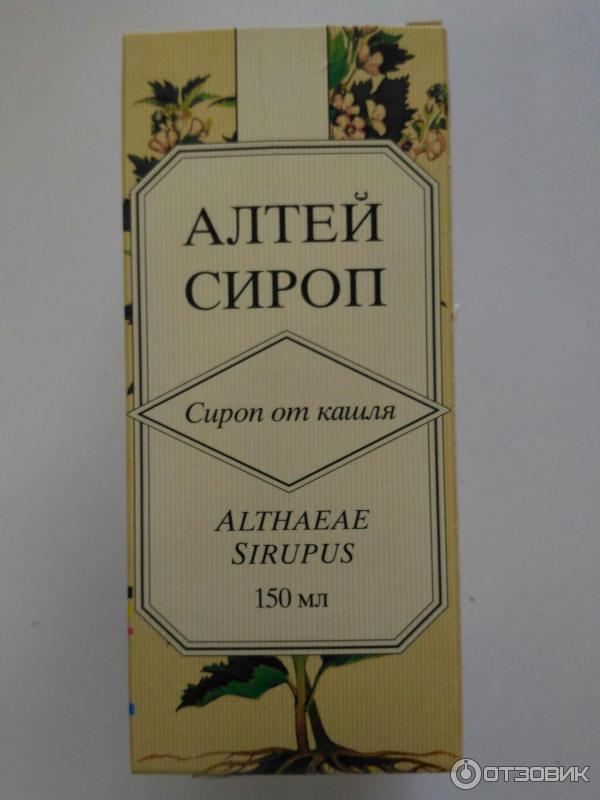 АЛТЕЙ
СИРОП
Сироп от кашля
ALTHAEAE
SIRUPUS
150 мл
ОТЗОВИК